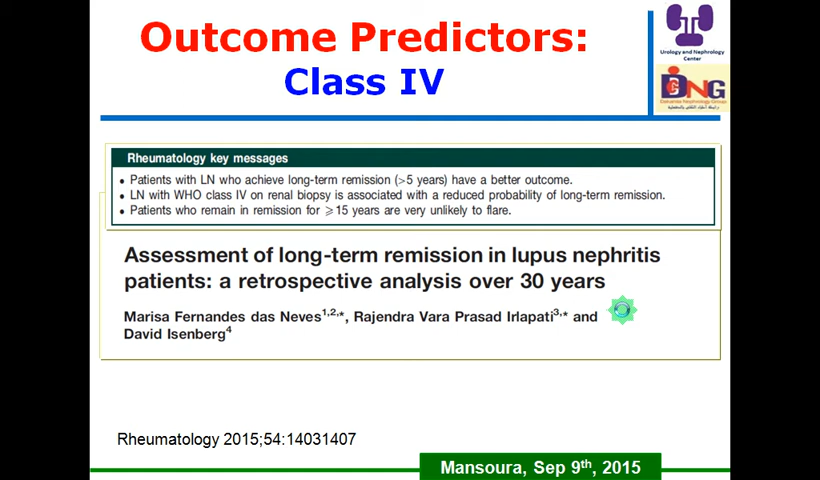 Outcome Predictors:
Class IV
Urology and Nephrology
Center
DNG
Rheumatology key messages
• Patients with LN who achieve long-term remission (>5 years) have a better outcome.
• LN with WHO class IV on renal biopsy is associated with a reduced probability of long-term remission.
• Patients who remain in remission for ⩾15 years are very unlikely to flare.
Assessment of long-term remission in lupus nephritis
patients: a retrospective analysis over 30 years
Marisa Fernandes das Neves1,2,*, Rajendra Vara Prasad Irlapati3,* and
David Isenberg4
Rheumatology 2015;54:14031407
Mansoura, Sep 9th, 2015